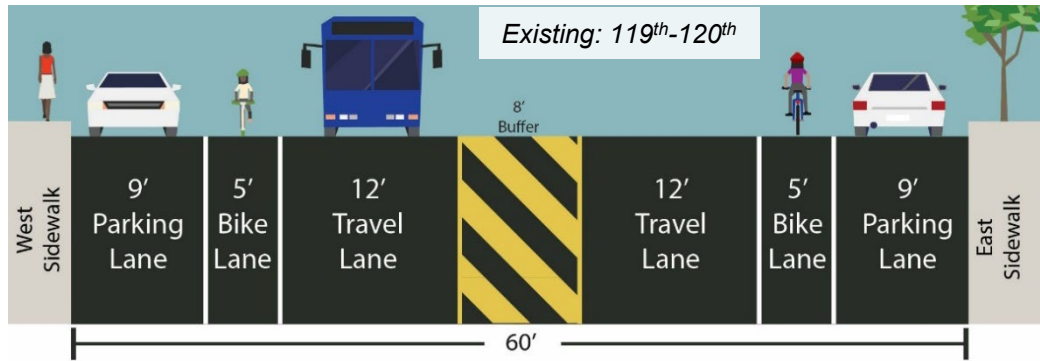 Existing: 119th-120th
8'
Buffer
West
Sidewalk
9'
Parking
Lane
5'
Bike
Lane
12'
Travel
Lane
12'
Travel
Lane
5'
Bike
Lane
9'
Parking
Lane
East
Sidewalk
60'